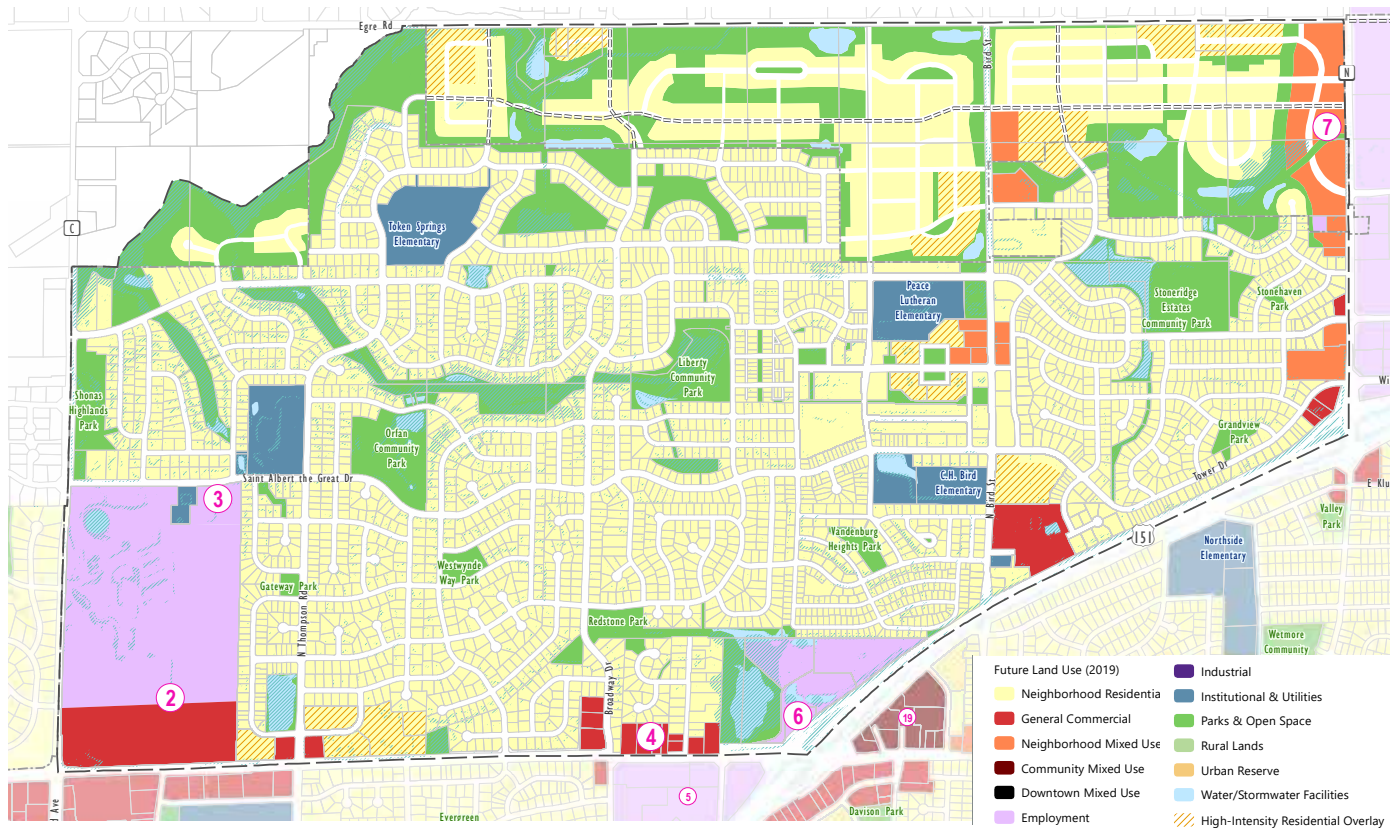 Egre Rd
Bird St
N
7
C
Token Springs
Elementary
Peace
Lutheran
Elementary
Stoneridge
Estates
Community Park
Stonehaven
Park
Liberty
Community
Park
Wi
Shonas
Highlands
Park
Orfan
Community
Park
Grandview
Park
Saint Albert the Great Dr
3
C.H. Bird
Elementary
Tower Dr
E Klu
N Bird St
Valley
Park
151
Vandenburg
Heights Park
Northside
Elementary
Westwynde
Way Park
Gateway Park
N Thompson Rd
Redstone Park
Wetmore
Community
Broadway Dr
2
4
6
19
5
d Ave
Evergreen
Davison Park
Future Land Use (2019)
Neighborhood Residentia
General Commercial
Neighborhood Mixed Use
Community Mixed Use
Downtown Mixed Use
Employment
Industrial
Institutional & Utilities
Parks & Open Space
Rural Lands
Urban Reserve
Water/Stormwater Facilities
High-Intensity Residential Overlay